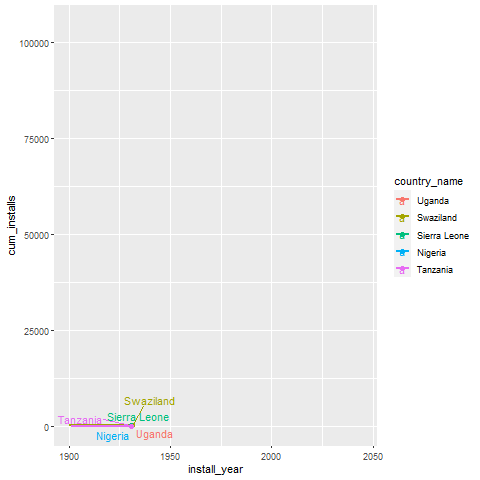 100000
75000
50000
25000
0
cum_installs
Swaziland
Sierra Leone
Tanzania
Nigeria
Uganda
1900
1950
2000
2050
install_year
country_name
Uganda
Swaziland
Sierra Leone
Nigeria
Tanzania